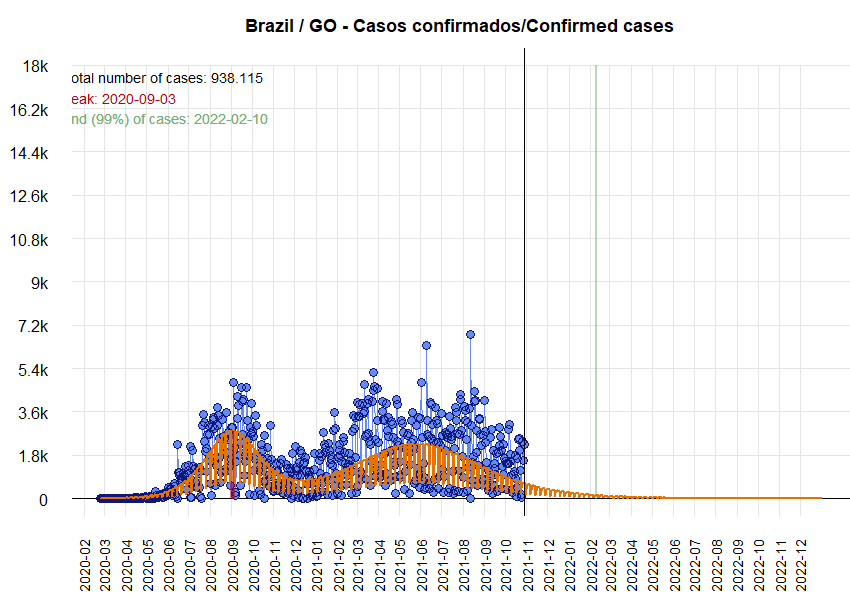 Brazil / GO - Casos confirmados/Confirmed cases
18k
otal number of cases: 938.115
eak: 2020-09-03
16.2k
nd (99%) of cases: 2022-02-10
14.4k
12.6k
10.8k
9k
7.2k
5.4k
3.6k
1.8k
0
2020-02
2020-03
2020-04
2020-05
2020-06
2020-07
2020-08
2020-09
2020-10
2020-11
2020-12
2021-01
2021-02
2021-03
2021-04
2021-05
2021-06
2021-07
2021-08
2021-09
2021-10
2021-11
2021-12
2022-01
2022-02
2022-03
2022-04
2022-05
2022-06
2022-07
2022-08
2022-09
2022-10
2022-11
2022-12